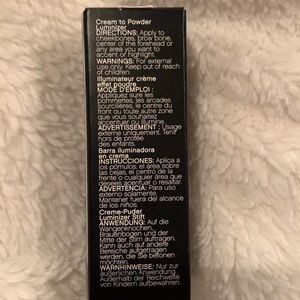 Cream to Powder
Luminizer
DIRECTIONS: Apply to
cheekbones, brow bone,
center of the forehead or
any area you want to
accent or highlight.
WARNINGS: For external
use only. Keep out of reach
of children.
Illuminateur crème
effet poudre
MODE D'EMPLOI :
Appliquez sur les
pommettes, les arcades
sourcilières, le centre du
front ou toute autre zone
que vous souhaitez
accentuer ou illuminer.
ADVERTISSEMENT : Usage
externe uniquement. Tenir
hors de portée
des enfants.
Barra iluminadora
en crema
INSTRUCCIONES: Aplica a
los pómulos, el área sobre
las cejas, el centro de la
frente o cualquier área que
desees acentuar o resaltar.
ADVERTENCIA: Para uso
externo solamente.
Mantener fuera del alcance
de los niños.
Creme-Puder
Luminizer Stift
ANWENDUNG: Auf die
Wangenknochen,
Brauenbogen und der
Mitte der Stirn auftragen.
Kann auch auf andere
Bereiche aufgetragen
werden, die Sie betonen
möchten.
WARNHINWEISE: Nur zur
äußerlichen Anwendung.
Außerhalb der Reichweite
von Kindern aufbewahren.